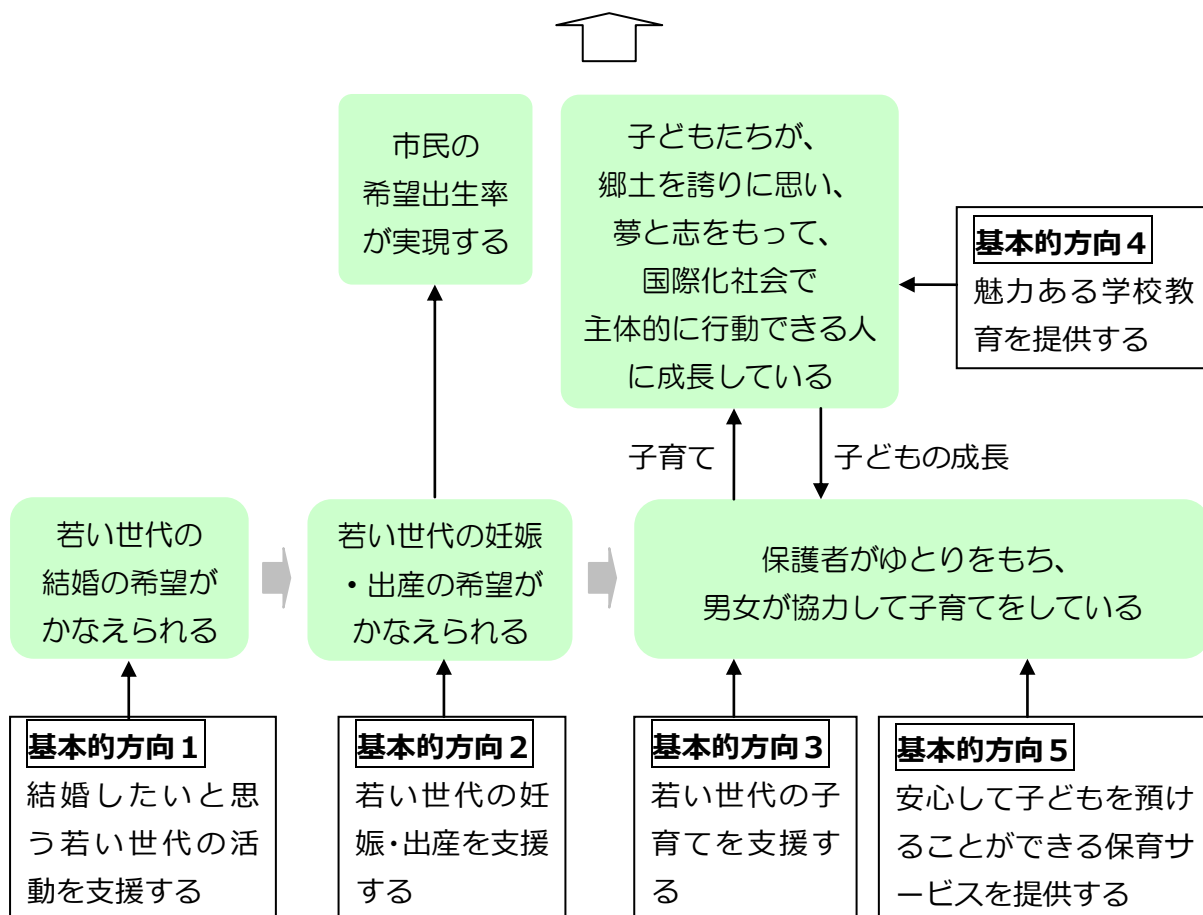 市民の
希望出生率
が実現する
子どもたちが、
郷土を誇りに思い、
夢と志をもって、
国際化社会で
主体的に行動できる人
に成長している
基本的方向４
魅力ある学校教
育を提供する
子育て
子どもの成長
若い世代の
結婚の希望が
かなえられる
若い世代の妊娠
・出産の希望が
かなえられる
保護者がゆとりをもち、
男女が協力して子育てをしている
基本的方向１
結婚したいと思
う若い世代の活
動を支援する
基本的方向２
若い世代の妊
娠・出産を支援
する
基本的方向３
若い世代の子
育てを支援す
る
基本的方向５
安心して子どもを預け
ることができる保育サ
ービスを提供する